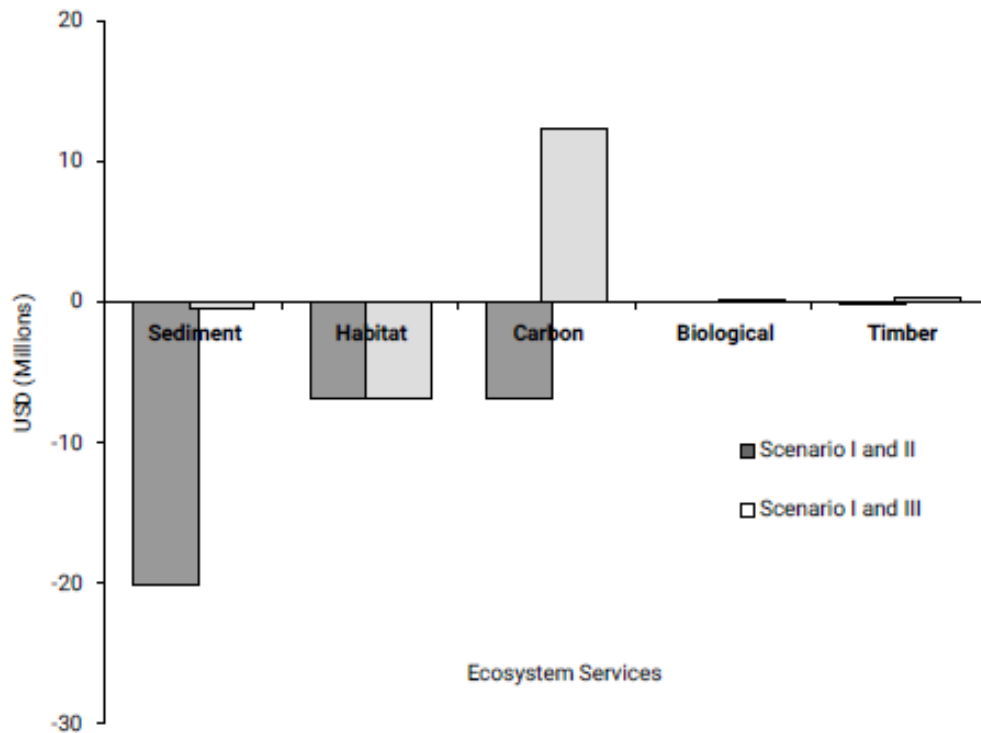 20
10
0
-10
-20
-30
USD (Millions)
Sediment
Habitat
Carbon
Biological
Timber
Scenario I and II
Scenario I and III
Ecosystem Services